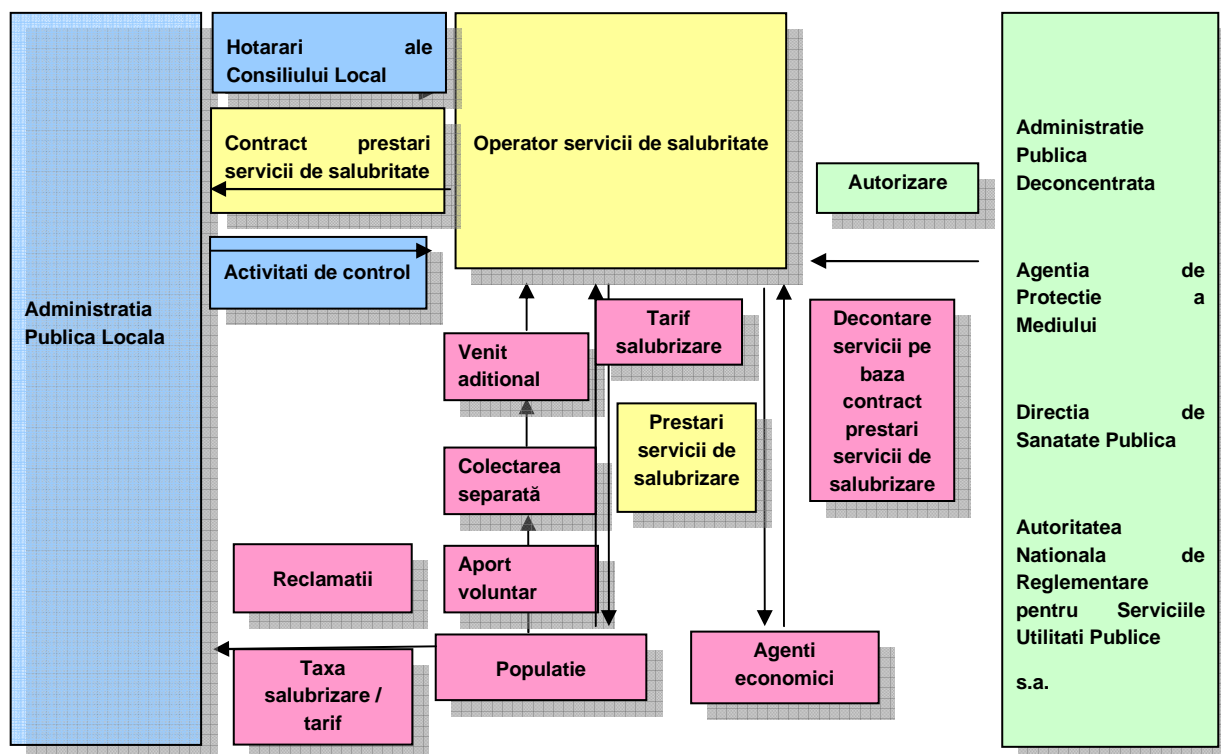 Administratia
Publica Locala
Hotarari ale
Consiliului Local
Contract prestari
servicii de salubritate
Activitati de control
Operator servicii de salubritate
Autorizare
Administratie
Publica
Deconcentrata
Agentia de
Protectie a
Mediului
Directia de
Sanatate Publica
Autoritatea
Nationala de
Reglementare
pentru Serviciile
Utilitati Publice
s.a.
Venit
aditional
Tarif
salubrizare
Decontare
servicii pe
baza
contract
prestari
servicii de
salubrizare
Prestari
servicii de
salubrizare
Colectarea
separată
Aport
voluntar
Reclamatii
Taxa
salubrizare /
tarif
Populatie
Agenti
economici